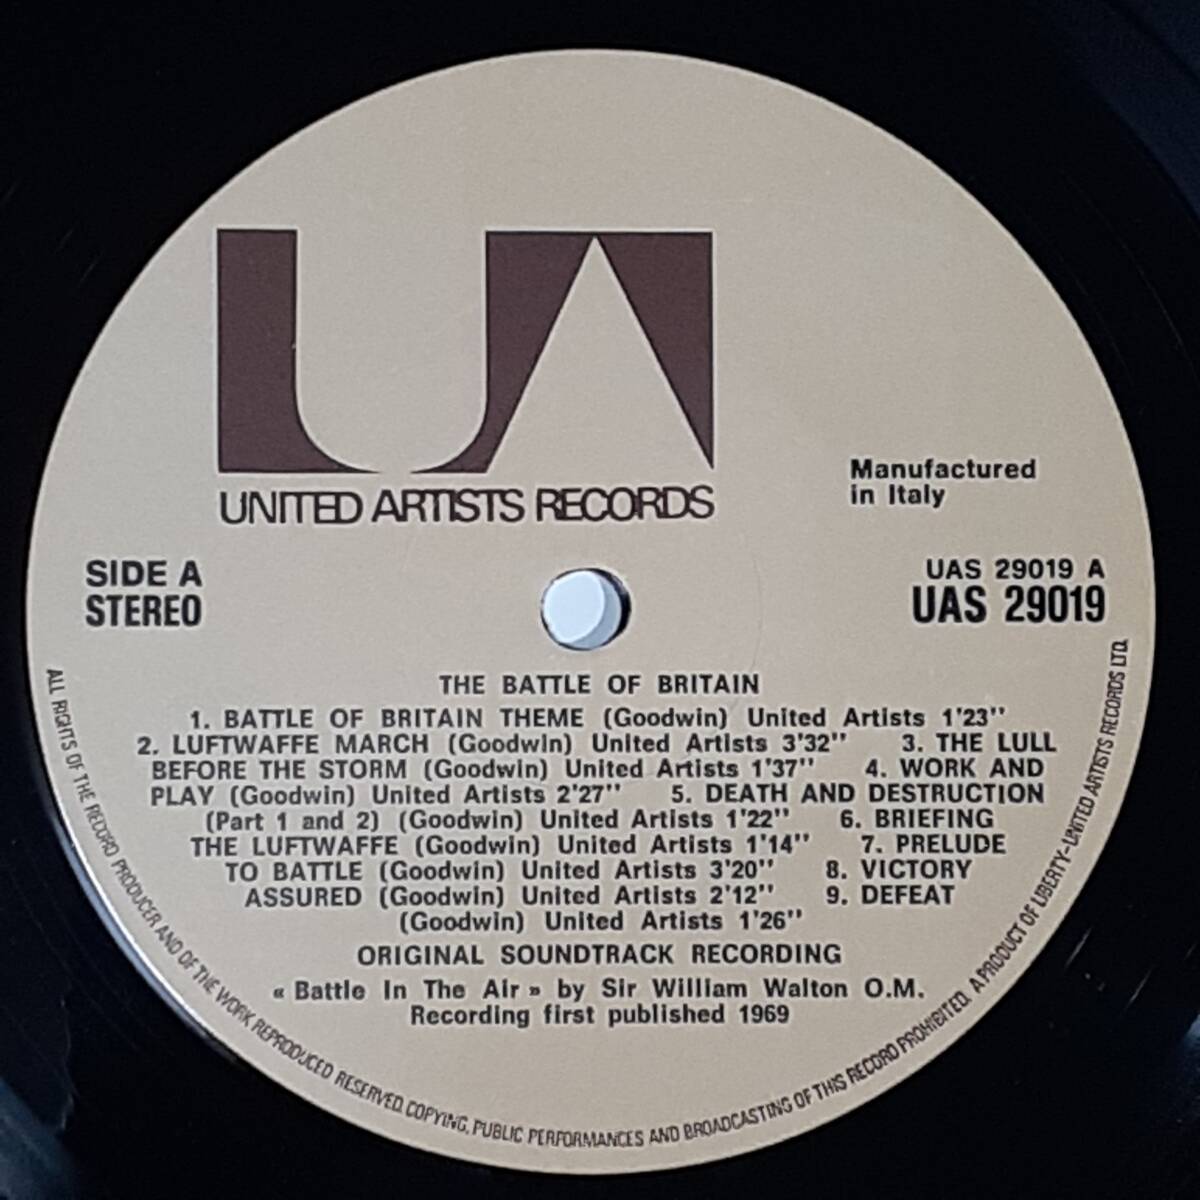 UA
UNITED ARTISTS RECORDS
Manufactured
in Italy
SIDE A
STEREO
UAS 29019 A
UAS 29019
THE BATTLE OF BRITAIN
1. BATTLE OF BRITAIN THEME (Goodwin) United Artists 1'23"
2. LUFTWAFFE MARCH (Goodwin) United Artists 3'32" 3. THE LULL
BEFORE THE STORM (Goodwin) United Artists 1'37" 4. WORK AND
PLAY (Goodwin) United Artists 2'27" 5. DEATH AND DESTRUCTION
(Part 1 and 2) (Goodwin) United Artists 1'22" 6. BRIEFING
THE LUFTWAFFE (Goodwin) United Artists 1'14" 7. PRELUDE
TO BATTLE (Goodwin) United Artists 3'20" 8. VICTORY
ASSURED (Goodwin) United Artists 2'12" 9. DEFEAT
(Goodwin) United Artists 1'26"
ORIGINAL SOUNDTRACK RECORDING
« Battle In The Air » by Sir William Walton O.M.
Recording first published 1969
ALL RIGHTS OF THE RECORD PRODUCER AND OF THE WORK REPRODUCED RESERVED. COPYING, PUBLIC PERFORMANCES AND BROADCASTING OF THIS RECORD PROHIBITED. A PRODUCT OF LIBERTY-UNITED ARTISTS RECORDS LTD.